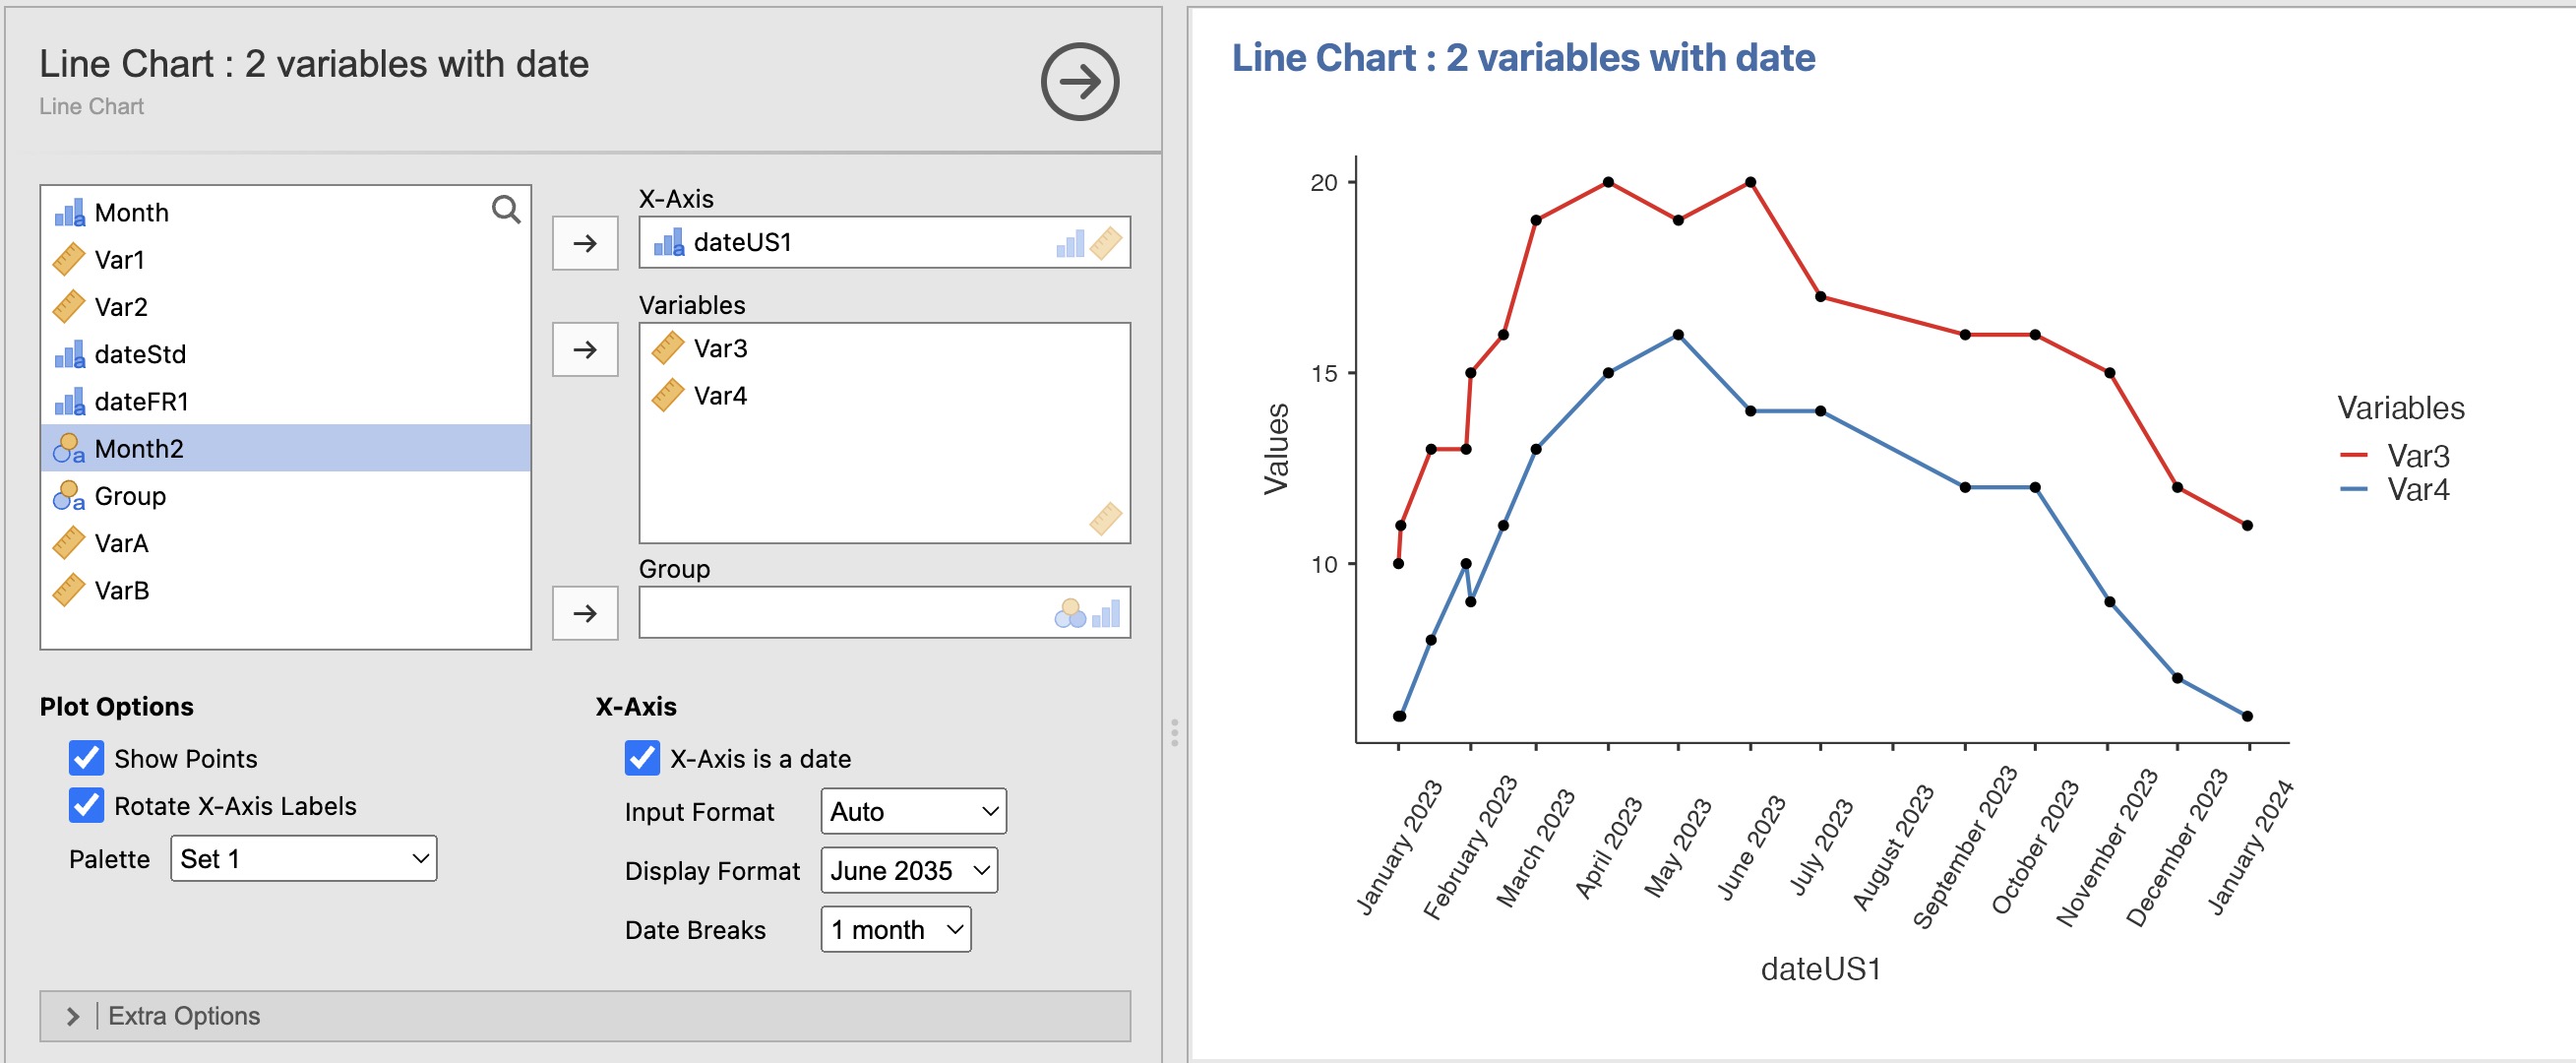 Line Chart : 2 variables with date
Line Chart
Month
Var1
Var2
dateStd
dateFR1
Month2
Group
VarA
VarB
X-Axis
dateUS1
Variables
Var3
Var4
Group
Plot Options
Show Points
Rotate X-Axis Labels
Palette Set 1
X-Axis
X-Axis is a date
Input Format Auto
Display Format June 2035
Date Breaks 1 month
Extra Options
Line Chart : 2 variables with date
Values
20
15
10
January 2023
February 2023
March 2023
April 2023
May 2023
June 2023
July 2023
August 2023
September 2023
October 2023
November 2023
December 2023
January 2024
dateUS1
Variables
Var3
Var4